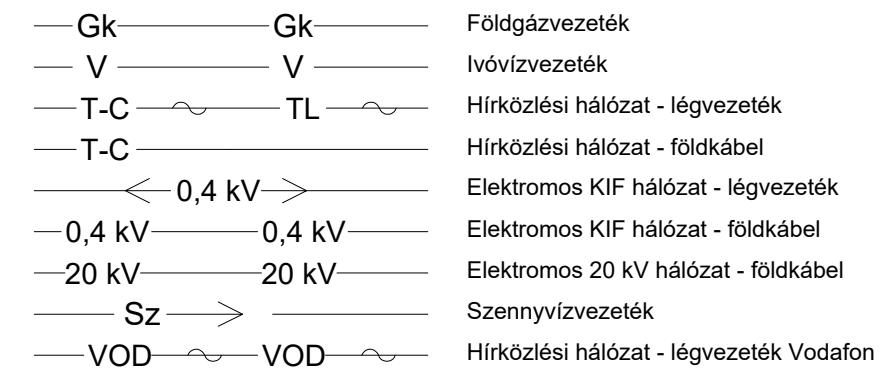 Gk Gk Földgázvezeték
V V Ivóvízvezeték
T-C TL Hírközlési hálózat - légvezeték
T-C Hírközlési hálózat - földkábel
0,4 kV Elektromos KIF hálózat - légvezeték
0,4 kV 0,4 kV Elektromos KIF hálózat - földkábel
20 kV 20 kV Elektromos 20 kV hálózat - földkábel
Sz Szennyvízvezeték
VOD VOD Hírközlési hálózat - légvezeték Vodafon